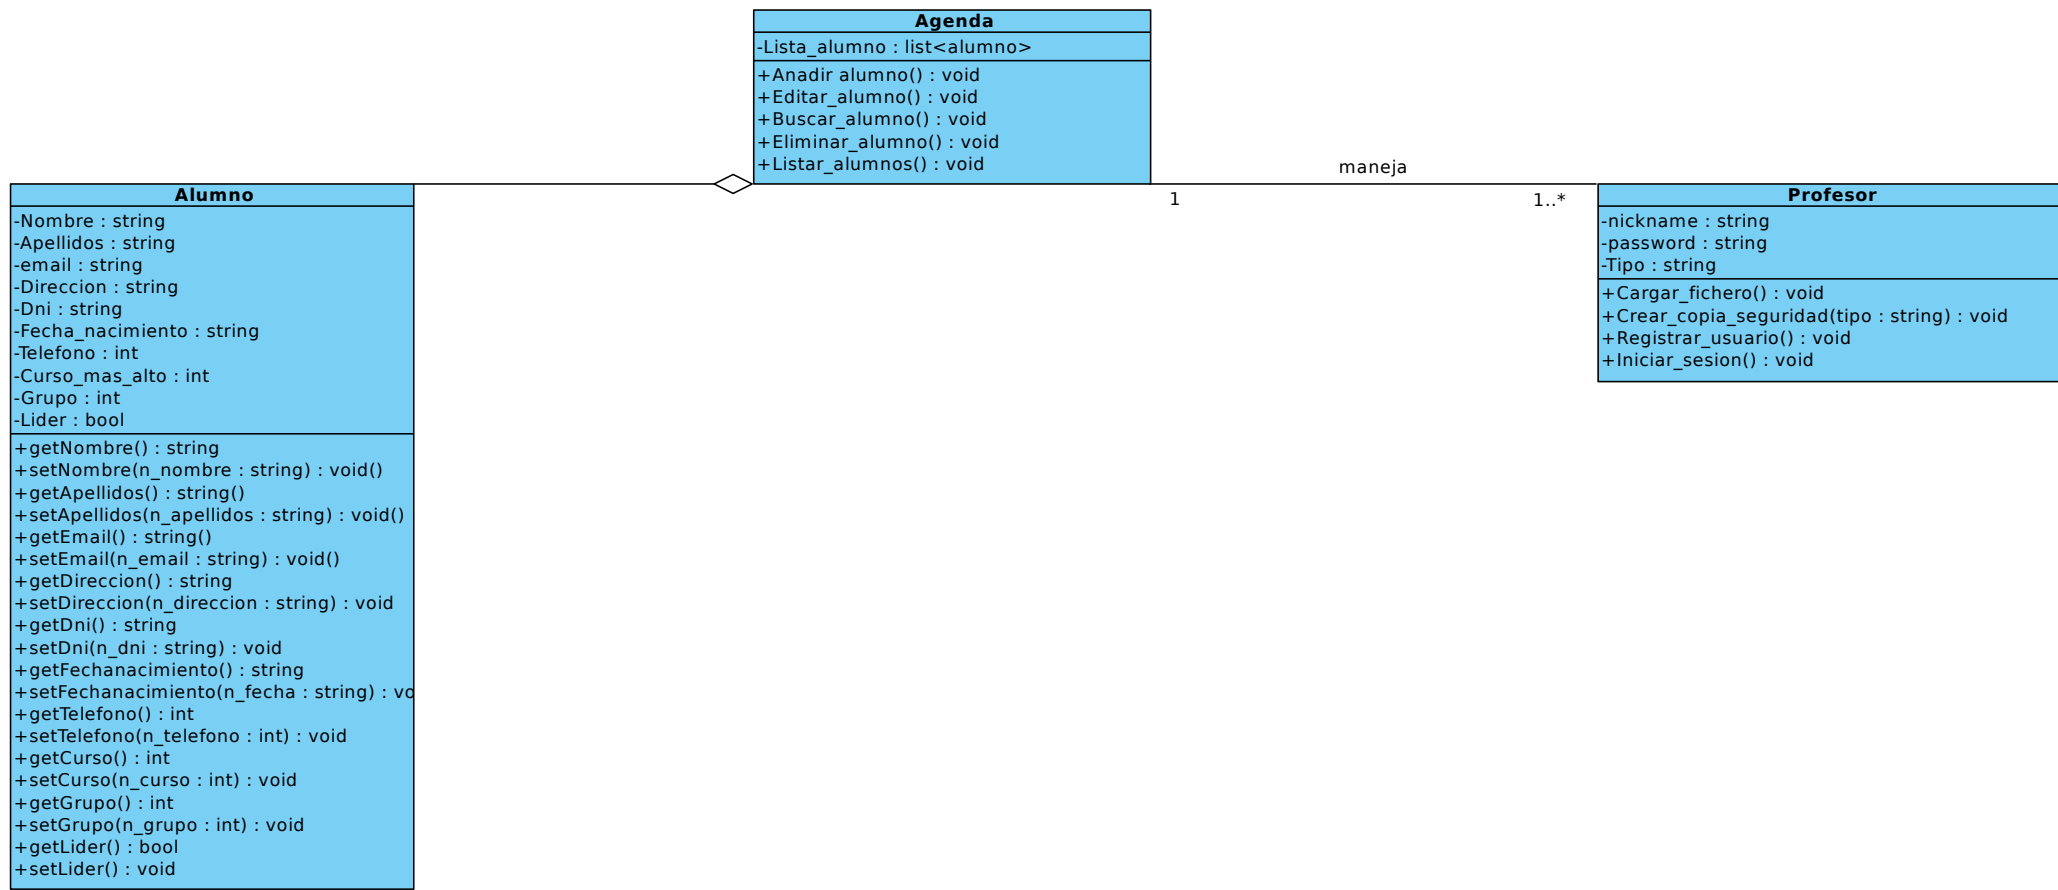 Agenda
-Lista_alumno : list<alumno>
+Anadir alumno() : void
+Editar_alumno() : void
+Buscar_alumno() : void
+Eliminar_alumno() : void
+Listar_alumnos() : void
maneja
1
1..*
Alumno
-Nombre : string
-Apellidos : string
-email : string
-Direccion : string
-Dni : string
-Fecha_nacimiento : string
-Telefono : int
-Curso_mas_alto : int
-Grupo : int
-Lider : bool
+getNombre() : string
+setNombre(n_nombre : string) : void()
+getApellidos() : string()
+setApellidos(n_apellidos : string) : void()
+getEmail() : string()
+setEmail(n_email : string) : void()
+getDireccion() : string
+setDireccion(n_direccion : string) : void
+getDni() : string
+setDni(n_dni : string) : void
+getFechanacimiento() : string
+setFechanacimiento(n_fecha : string) : vo
+getTelefono() : int
+setTelefono(n_telefono : int) : void
+getCurso() : int
+setCurso(n_curso : int) : void
+getGrupo() : int
+setGrupo(n_grupo : int) : void
+getLider() : bool
+setLider() : void
Profesor
-nickname : string
-password : string
-Tipo : string
+Cargar_fichero() : void
+Crear_copia_seguridad(tipo : string) : void
+Registrar_usuario() : void
+Iniciar_sesion() : void